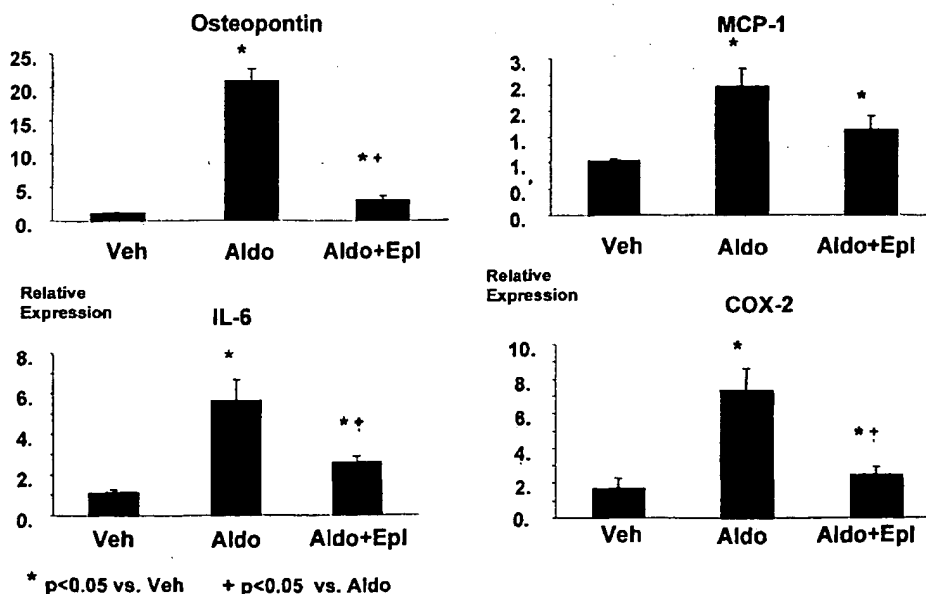 Osteopontin
25.
20.
15.
10.
5.
0.
*
* +
Veh Aldo Aldo+Epl
MCP-1
3.
2.
2.
1.
1.
0.
0.
*
*
Veh Aldo Aldo+Epl
Relative
Expression
IL-6
8.
6.
4.
2.
0.
*
* +
Veh Aldo Aldo+Epl
Relative
Expression
COX-2
10.
8.
6.
4.
2.
0.
*
* +
Veh Aldo Aldo+Epl
* p<0.05 vs. Veh + p<0.05 vs. Aldo